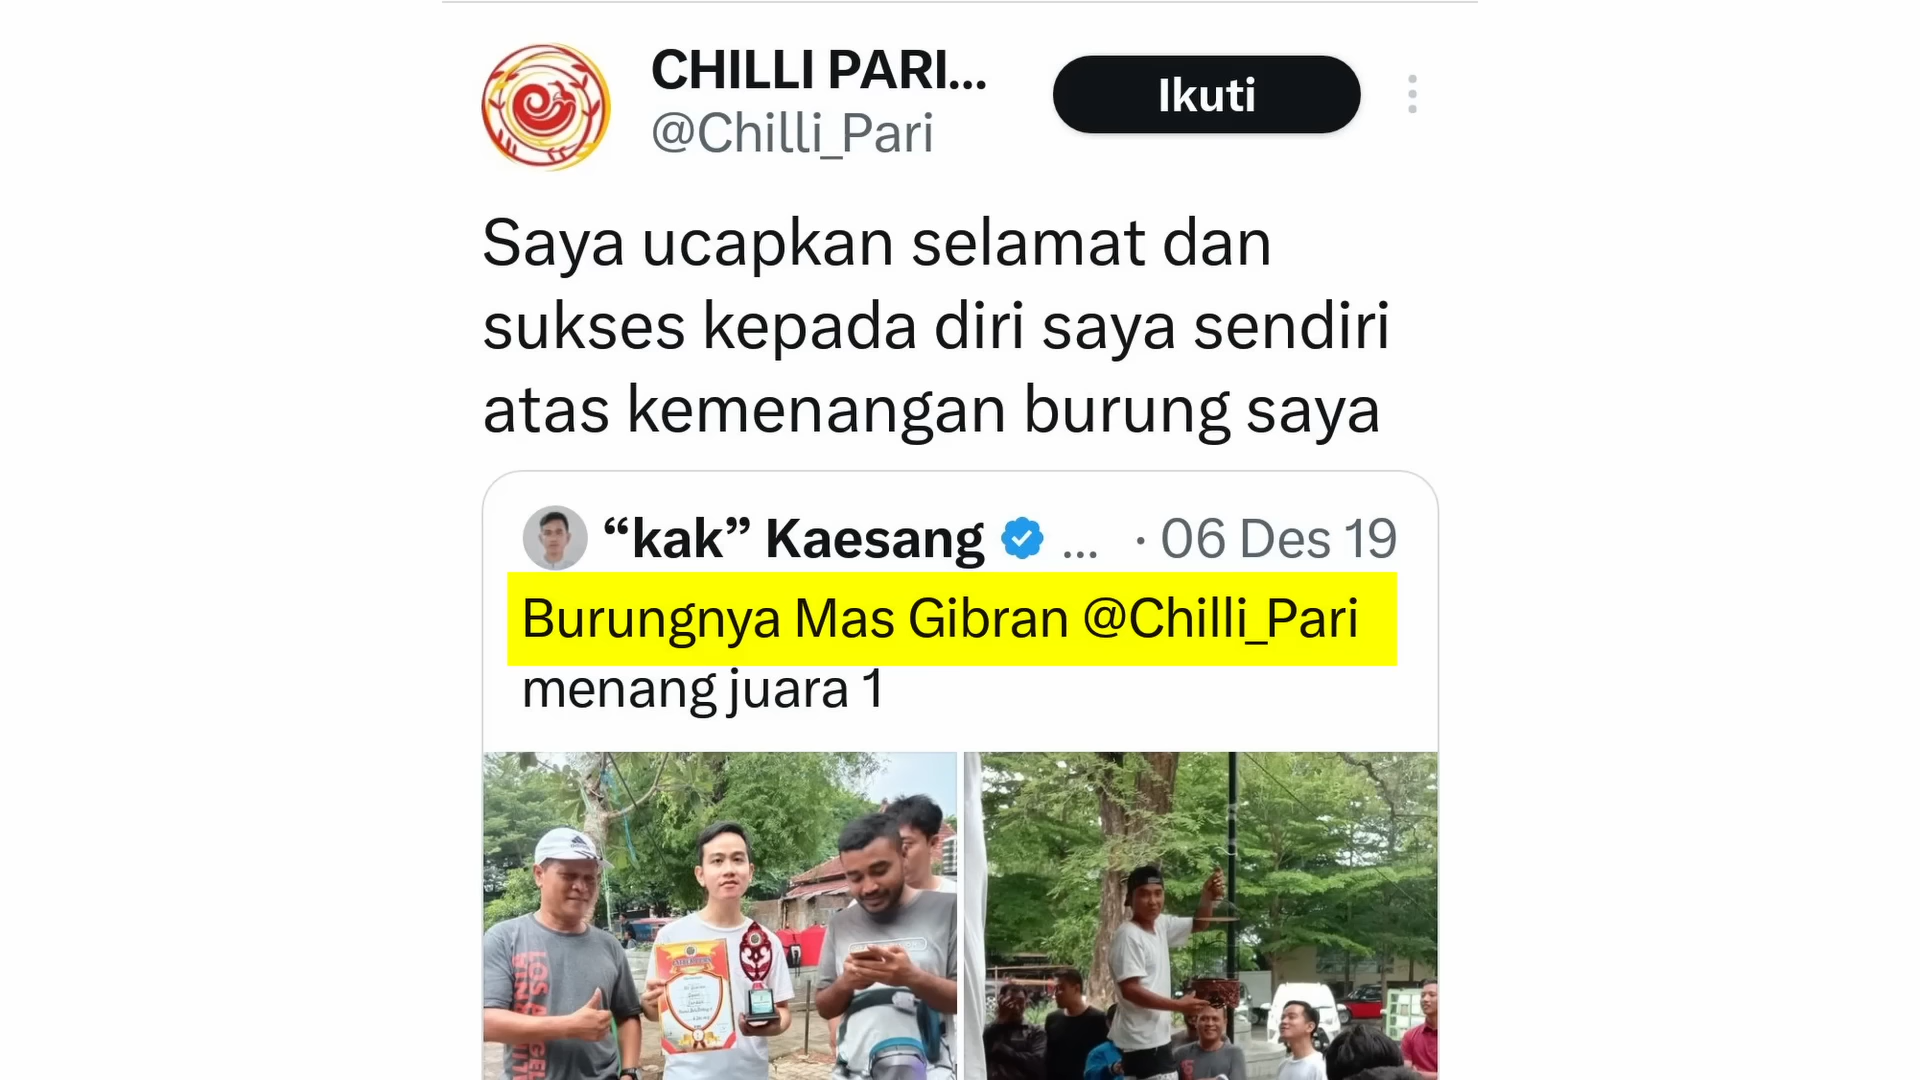 CHILLI PARI...
@Chilli_Pari
Ikuti
Saya ucapkan selamat dan
sukses kepada diri saya sendiri
atas kemenangan burung saya
“kak” Kaesang ... · 06 Des 19
Burungnya Mas Gibran @Chilli_Pari
menang juara 1